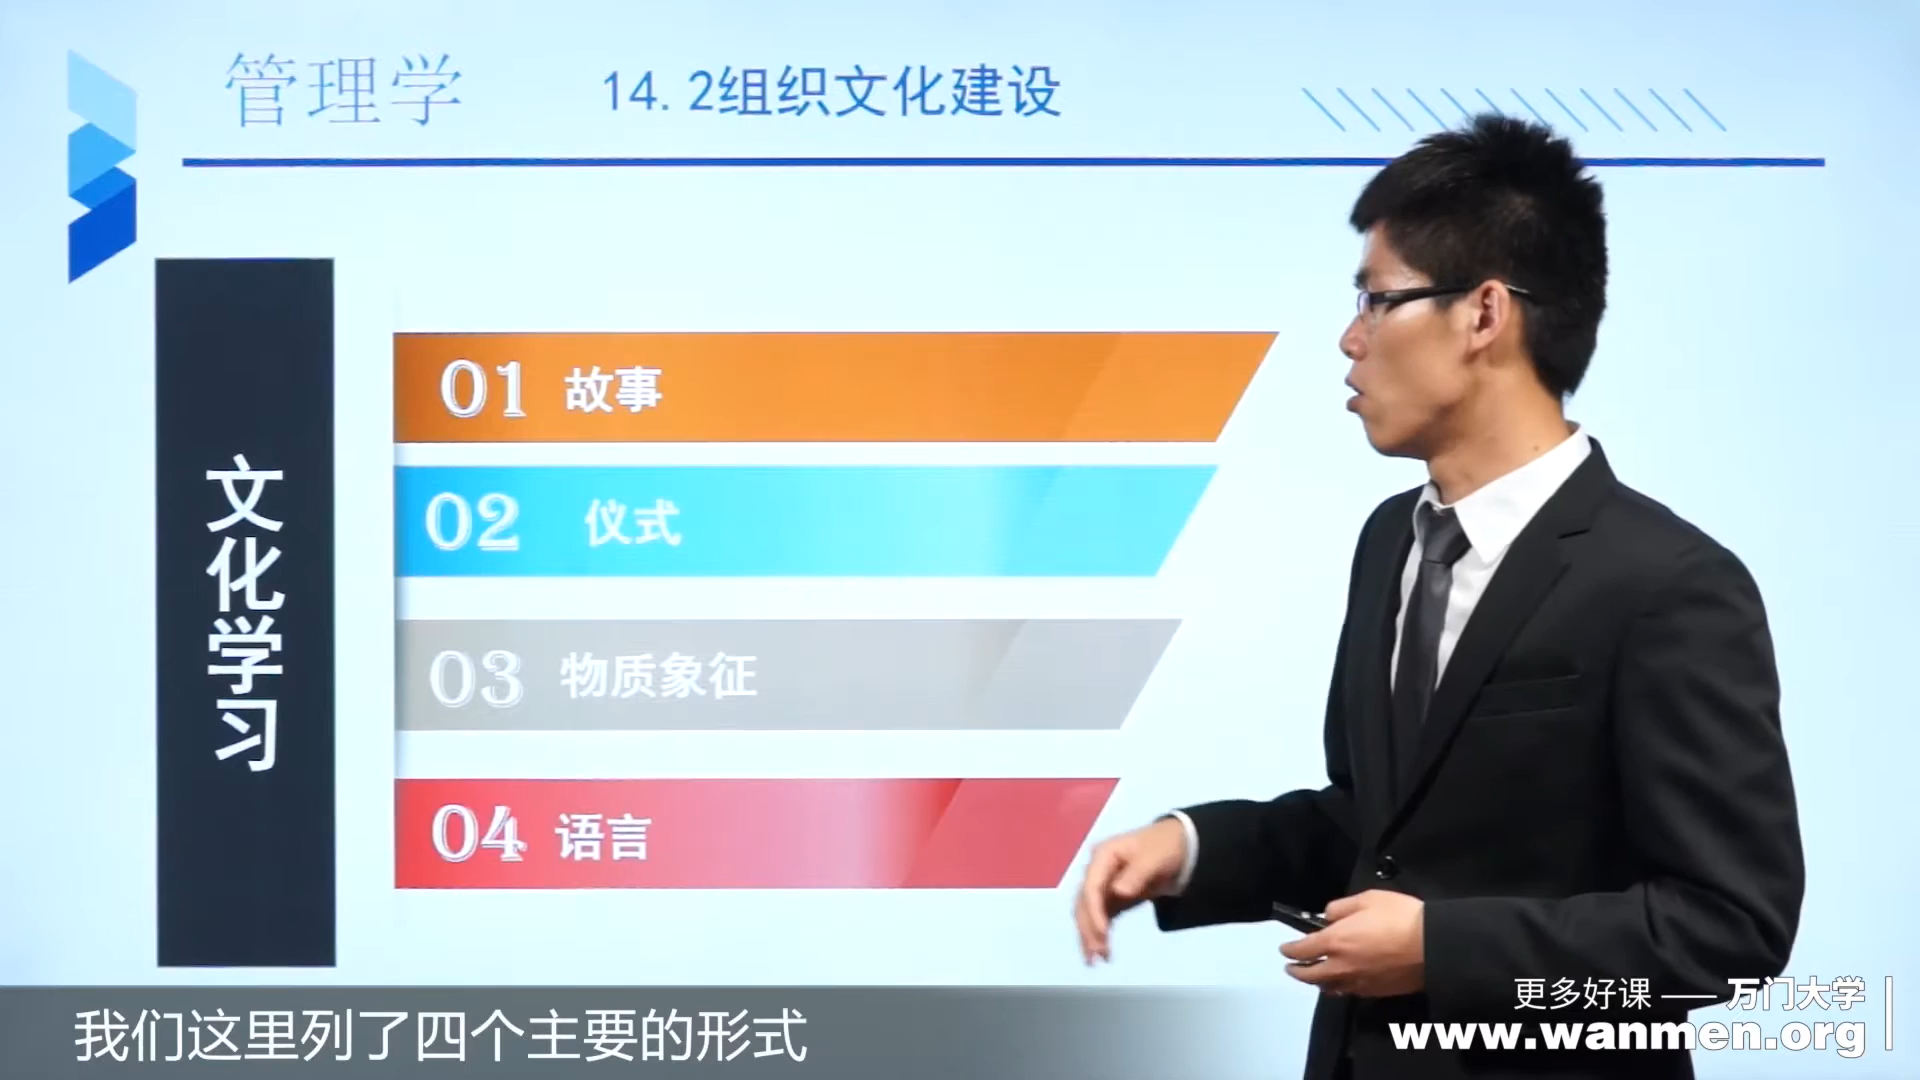 管理学
14.2组织文化建设
文化学习
01 故事
02 仪式
03 物质象征
04 语言
我们这里列了四个主要的形式
更多好课 —— 万门大学
www.wanmen.org